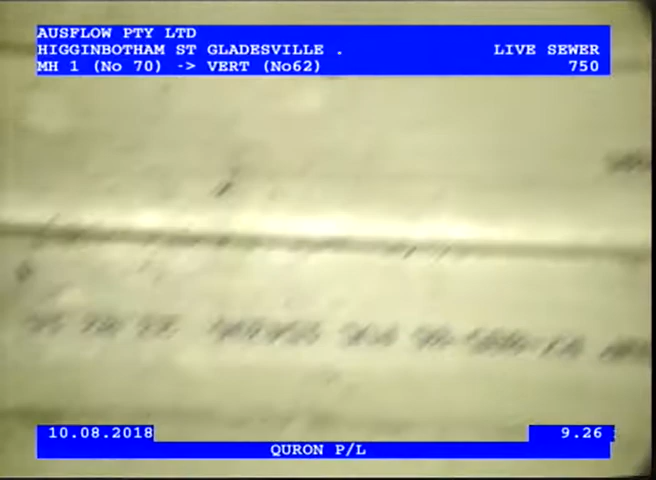 AUSFLOW PTY LTD
HIGGINBOTHAM ST GLADESVILLE . LIVE SEWER
MH 1 (No 70) -> VERT (No62) 750
10.08.2018 9.26
QURON P/L